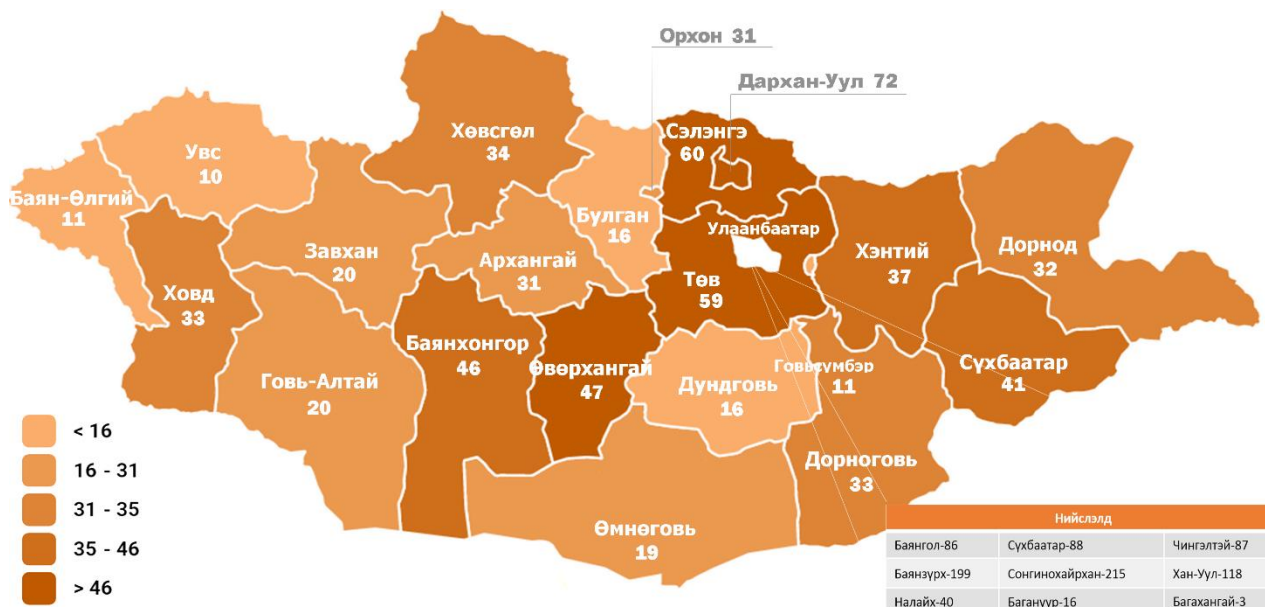 Орхон 31
Дархан-Уул 72
Хөвсгөл
34
Сэлэнгэ
60
Увс
10
Баян-Өлгий
11
Булган
16
Улаанбаатар
Завхан
20
Архангай
31
Хэнтий
37
Дорнод
32
Ховд
33
Төв
59
Баянхонгор
46
Өвөрхангай
47
Говь-Алтай
20
Дундговь
16
Говьсүмбэр
11
Сүхбаатар
41
Дорноговь
33
Өмнөговь
19
< 16
16 - 31
31 - 35
35 - 46
> 46
Нийслэлд
Баянгол-86 Сүхбаатар-88 Чингэлтэй-87
Баянзүрх-199 Сонгинохайрхан-215 Хан-Уул-118
Налайх-40 Багануур-16 Багахангай-3